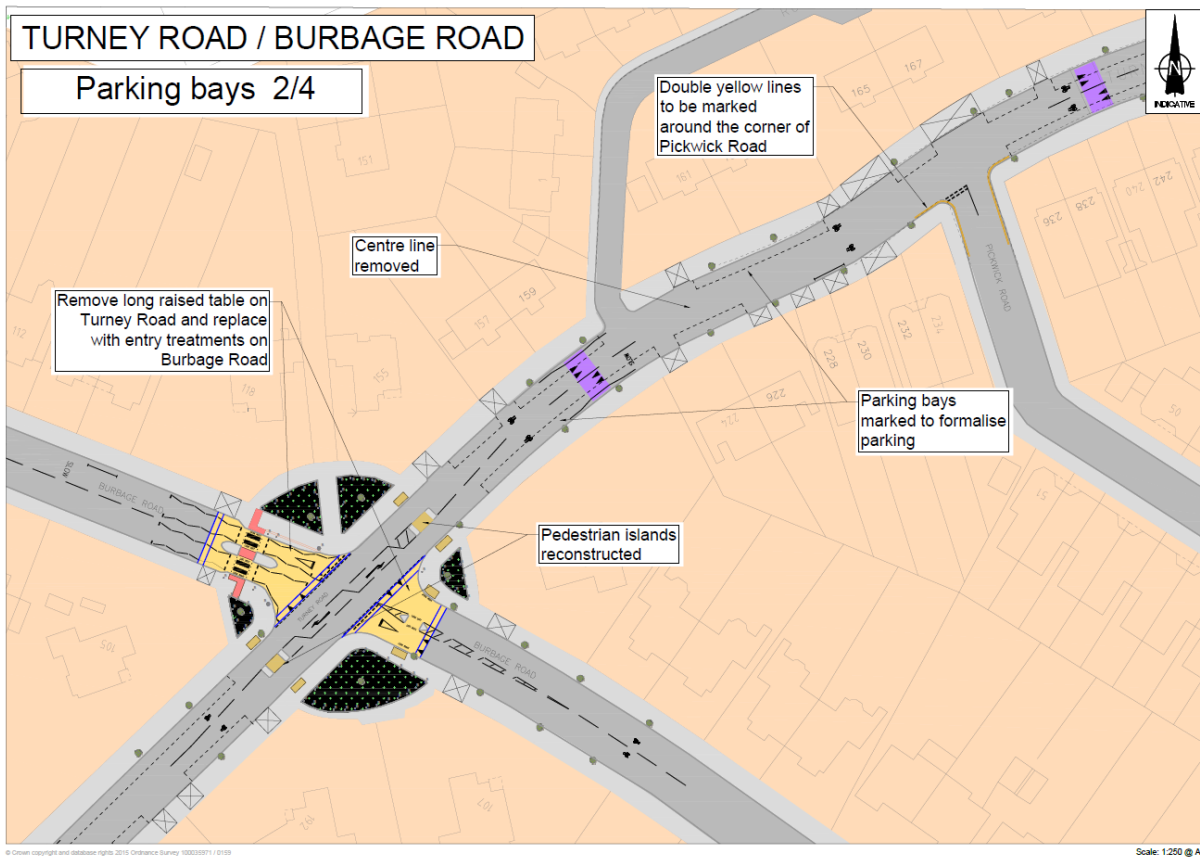 TURNEY ROAD / BURBAGE ROAD
Parking bays 2/4
N
INDICATIVE
Double yellow lines
to be marked
around the corner of
Pickwick Road
165
167
151
161
Centre line
removed
159
157
155
Remove long raised table on
Turney Road and replace
with entry treatments on
Burbage Road
112
118
236
238
240
242
PICKWICK ROAD
234
232
230
228
226
224
Parking bays
marked to formalise
parking
50
51
SLOW
BURBAGE ROAD
Pedestrian islands
reconstructed
TURNEY ROAD
BURBAGE ROAD
105
107
192
© Crown copyright and database rights 2015 Ordnance Survey 100035971 / 0159
Scale: 1:250 @ A